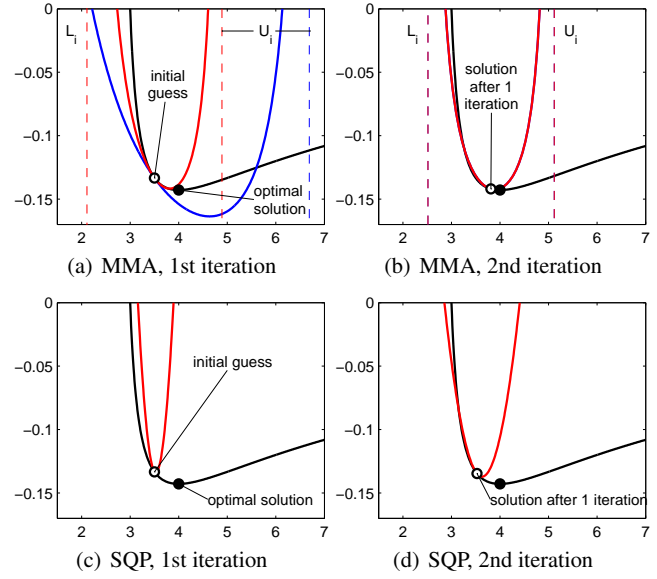 0
−0.05
−0.1
−0.15
2 3 4 5 6 7
L_i
U_i
initial
guess
optimal
solution
(a) MMA, 1st iteration
0
−0.05
−0.1
−0.15
2 3 4 5 6 7
L_i
U_i
solution
after 1
iteration
(b) MMA, 2nd iteration
0
−0.05
−0.1
−0.15
2 3 4 5 6 7
initial guess
optimal solution
(c) SQP, 1st iteration
0
−0.05
−0.1
−0.15
2 3 4 5 6 7
solution after 1 iteration
(d) SQP, 2nd iteration